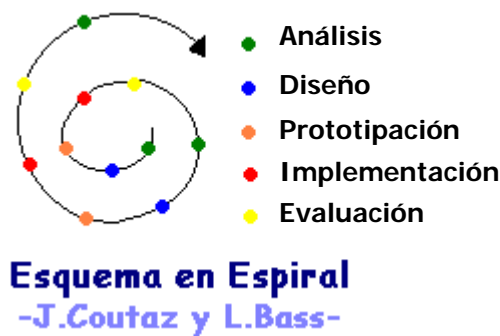 Análisis
Diseño
Prototipación
Implementación
Evaluación
Esquema en Espiral
-J.Coutaz y L.Bass-